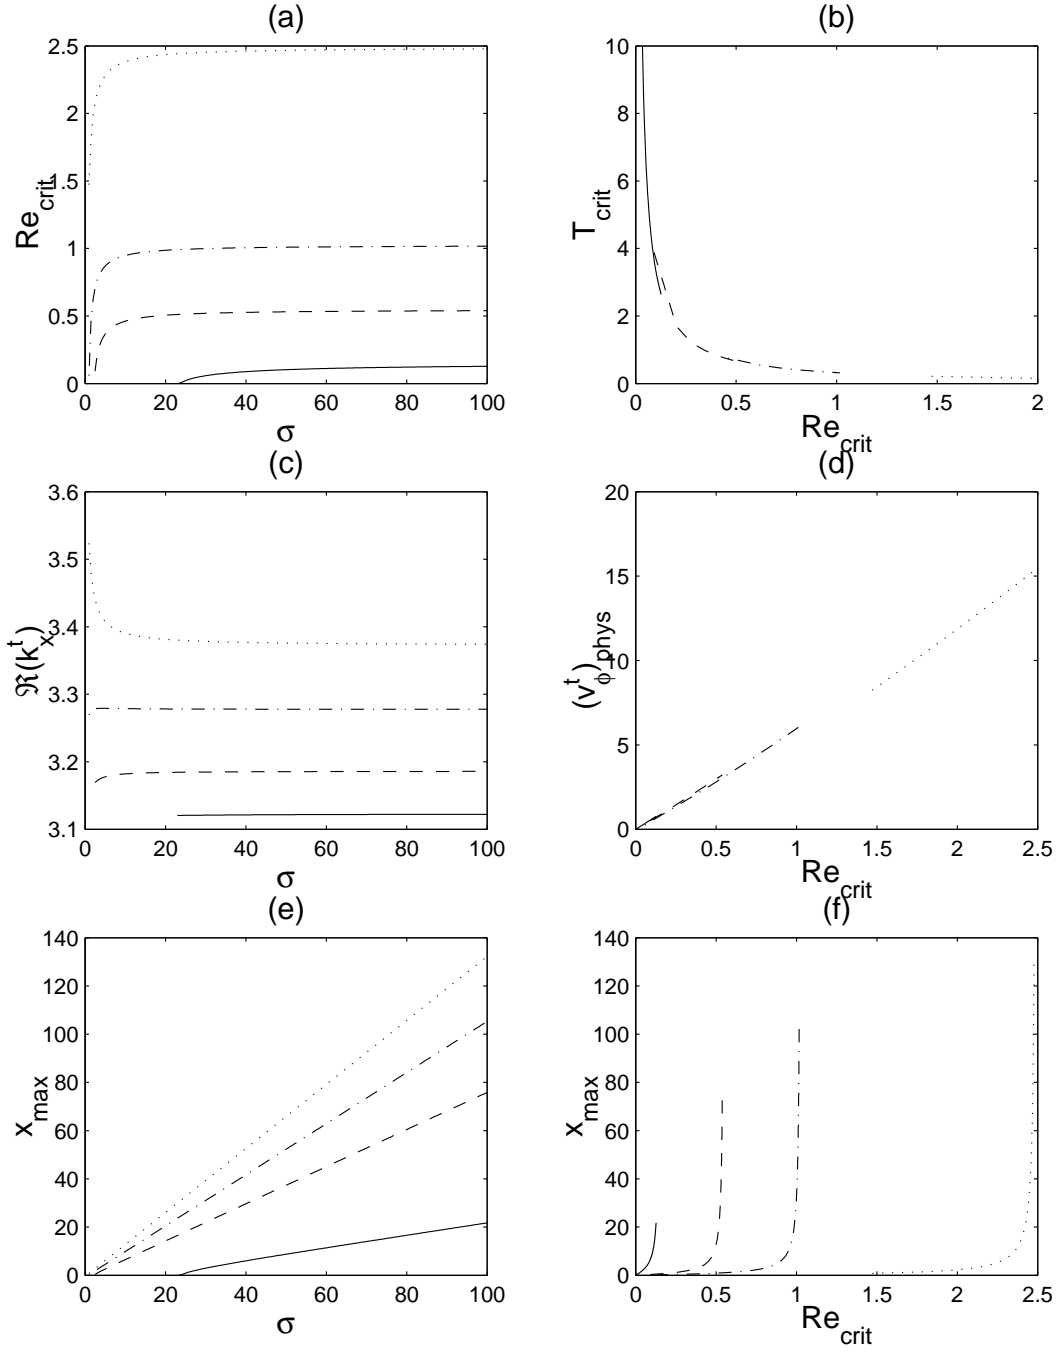 (a)
2.5
2
1.5
1
0.5
0
Re_crit
0 20 40 60 80 100
σ
(b)
10
8
6
4
2
0
T_crit
0 0.5 1 1.5 2
Re_crit
(c)
3.6
3.5
3.4
3.3
3.2
3.1
ℜ(k_x^t)
0 20 40 60 80 100
σ
(d)
20
15
10
5
0
(v_ϕ^t)_phys
0 0.5 1 1.5 2 2.5
Re_crit
(e)
140
120
100
80
60
40
20
0
x_max
0 20 40 60 80 100
σ
(f)
140
120
100
80
60
40
20
0
x_max
0 0.5 1 1.5 2 2.5
Re_crit